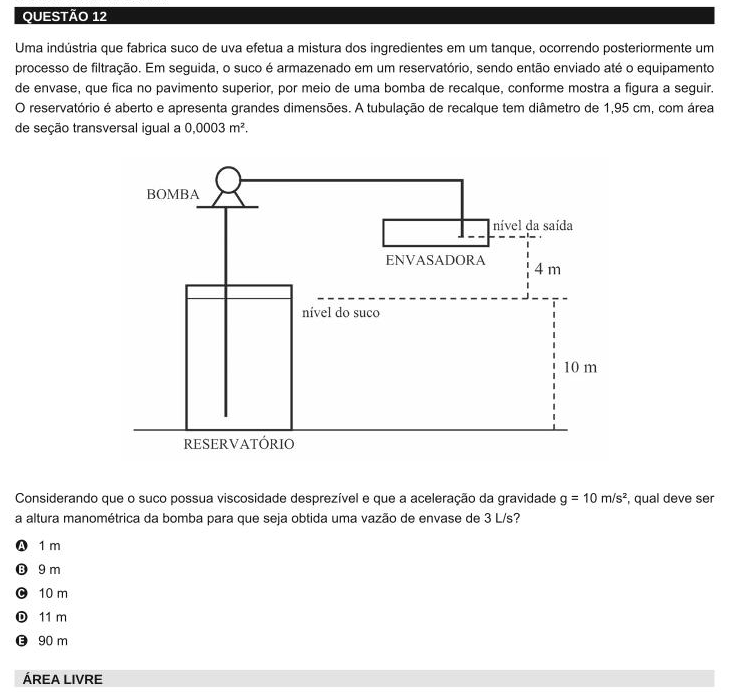 QUESTÃO 12
Uma indústria que fabrica suco de uva efetua a mistura dos ingredientes em um tanque, ocorrendo posteriormente um
processo de filtração. Em seguida, o suco é armazenado em um reservatório, sendo então enviado até o equipamento
de envase, que fica no pavimento superior, por meio de uma bomba de recalque, conforme mostra a figura a seguir.
O reservatório é aberto e apresenta grandes dimensões. A tubulação de recalque tem diâmetro de 1,95 cm, com área
de seção transversal igual a 0,0003 m².
BOMBA
nível da saída
ENVASADORA
4 m
nível do suco
10 m
RESERVATÓRIO
Considerando que o suco possua viscosidade desprezível e que a aceleração da gravidade g = 10 m/s², qual deve ser
a altura manométrica da bomba para que seja obtida uma vazão de envase de 3 L/s?
A 1 m
B 9 m
C 10 m
D 11 m
E 90 m
ÁREA LIVRE